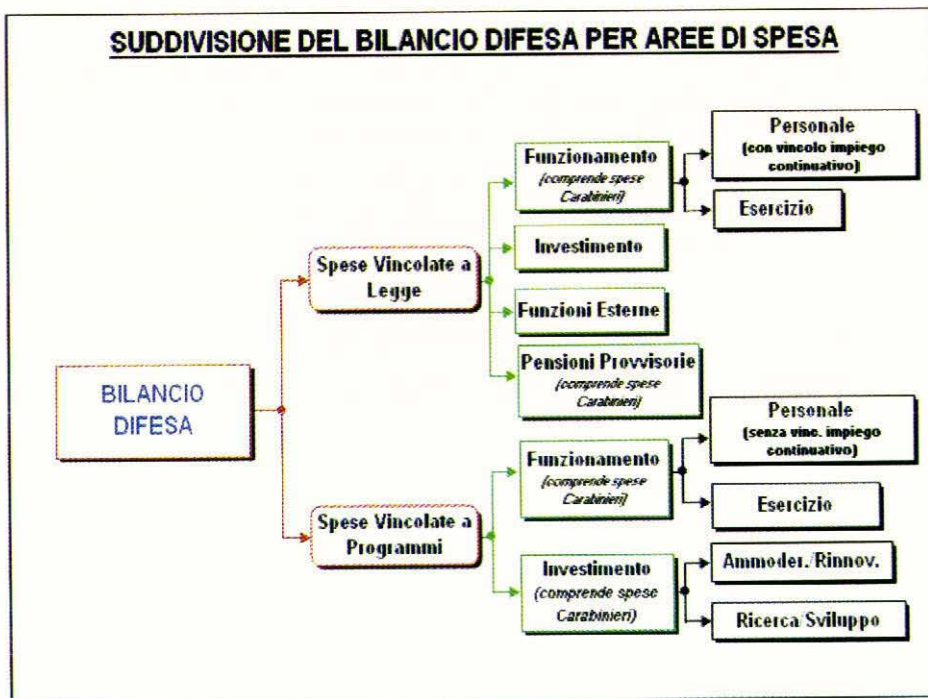 SUDDIVISIONE DEL BILANCIO DIFESA PER AREE DI SPESA
BILANCIO
DIFESA
Spese Vincolate a
Legge
Funzionamento
(comprende spese
Carabinieri)
Personale
(con vincolo impiego
continuativo)
Esercizio
Investimento
Funzioni Esterne
Pensioni Provvisorie
(comprende spese
Carabinieri)
Spese Vincolate a
Programmi
Funzionamento
(comprende spese
Carabinieri)
Personale
(senza vinc. impiego
continuativo)
Esercizio
Investimento
(comprende spese
Carabinieri)
Ammoder./Rinnov.
Ricerca/Sviluppo